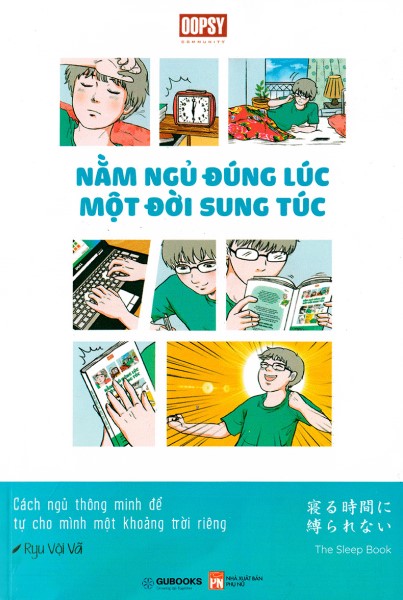 OOPSY
COMMUNITY
NẰM NGỦ ĐÚNG LÚC
MỘT ĐỜI SUNG TÚC
Cách ngủ thông minh để
tự cho mình một khoảng trời riêng
Ryu Vội Vã
寝る時間に
縛られない
The Sleep Book
GUBOOKS
PN
NHÀ XUẤT BẢN
PHỤ NỮ